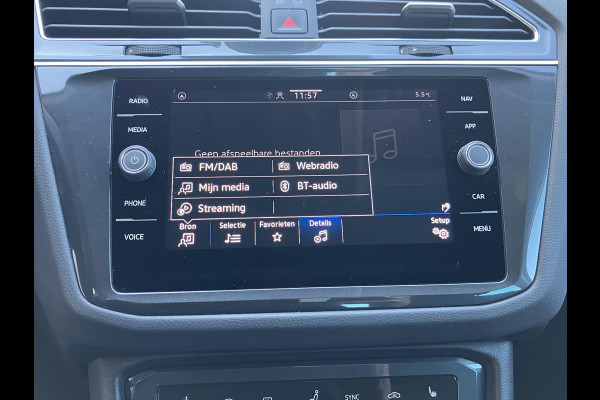 RADIO
MEDIA
PHONE
VOICE
11:57
5.5°C
Geen afspeelbare bestanden
FM/DAB
Webradio
Mijn media
BT-audio
Streaming
Bron
Selectie
Favorieten
Details
Setup
NAV
APP
CAR
MENU
SYNC